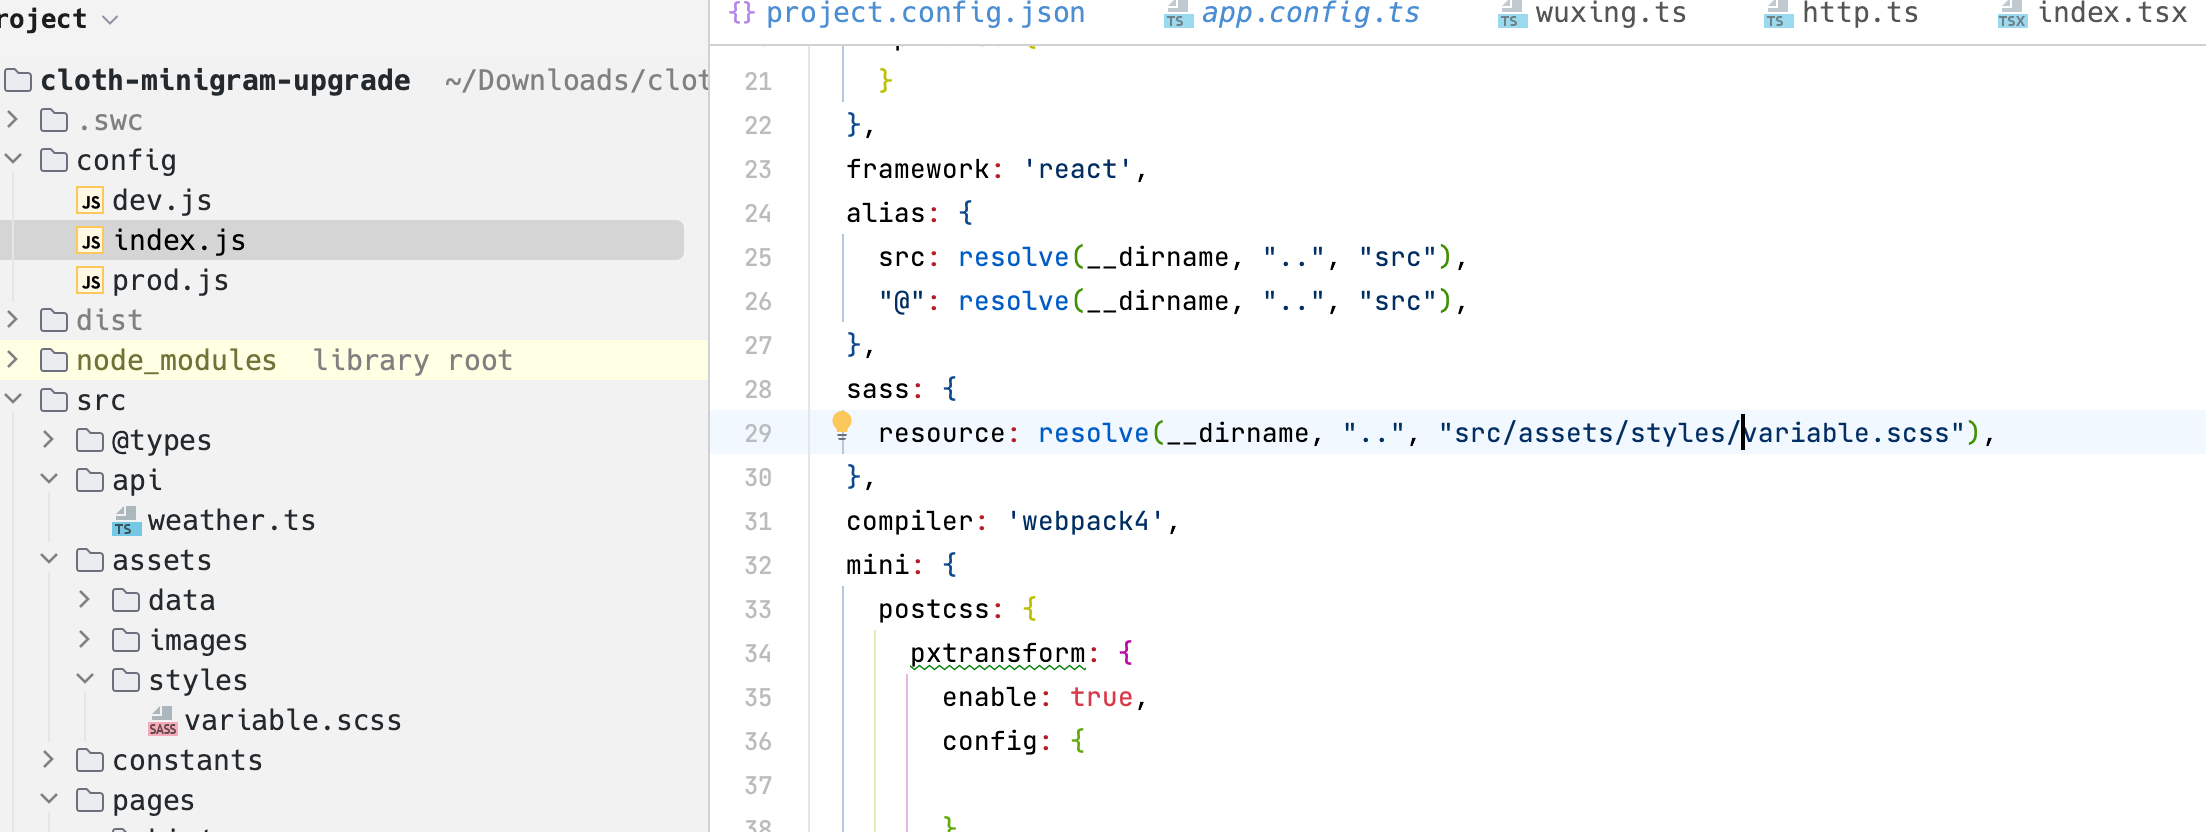 roject
cloth-minigram-upgrade ~/Downloads/clot
.swc
config
JS dev.js
JS index.js
JS prod.js
dist
node_modules library root
src
@types
api
TS weather.ts
assets
data
images
styles
SASS variable.scss
constants
pages
{} project.config.json TS app.config.ts TS wuxing.ts TS http.ts TSX index.tsx
21 }
22 },
23 framework: 'react',
24 alias: {
25 src: resolve(__dirname, "..", "src"),
26 "@": resolve(__dirname, "..", "src"),
27 },
28 sass: {
29 resource: resolve(__dirname, "..", "src/assets/styles/variable.scss"),
30 },
31 compiler: 'webpack4',
32 mini: {
33 postcss: {
34 pxtransform: {
35 enable: true,
36 config: {
37
38 }